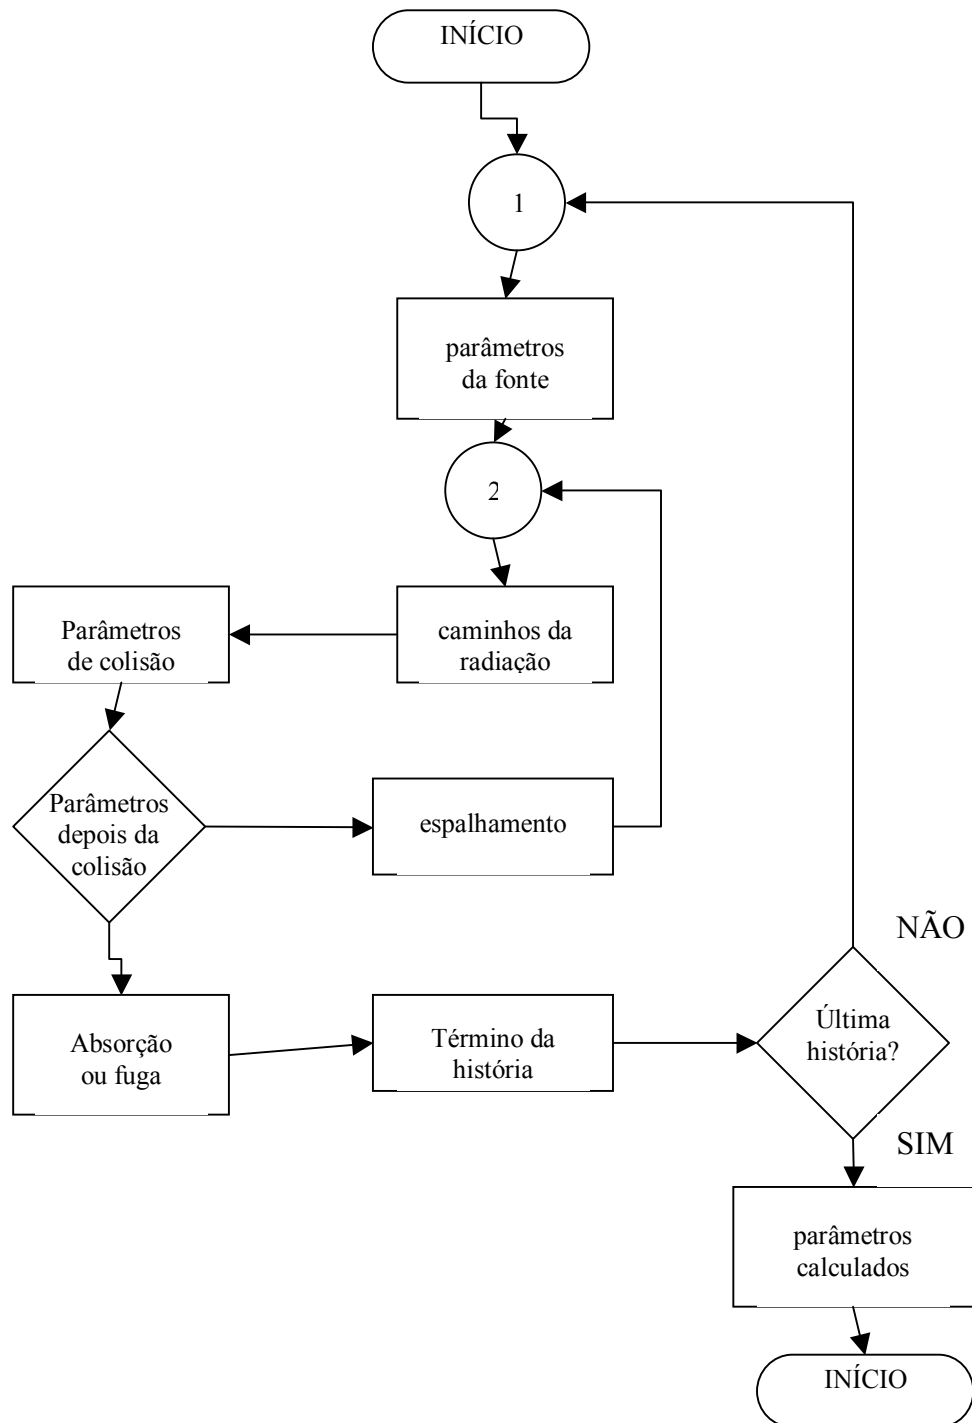 INÍCIO
1
parâmetros
da fonte
2
Parâmetros
de colisão
caminhos da
radiação
Parâmetros
depois da
colisão
espalhamento
NÃO
Absorção
ou fuga
Término da
história
Última
história?
SIM
parâmetros
calculados
INÍCIO